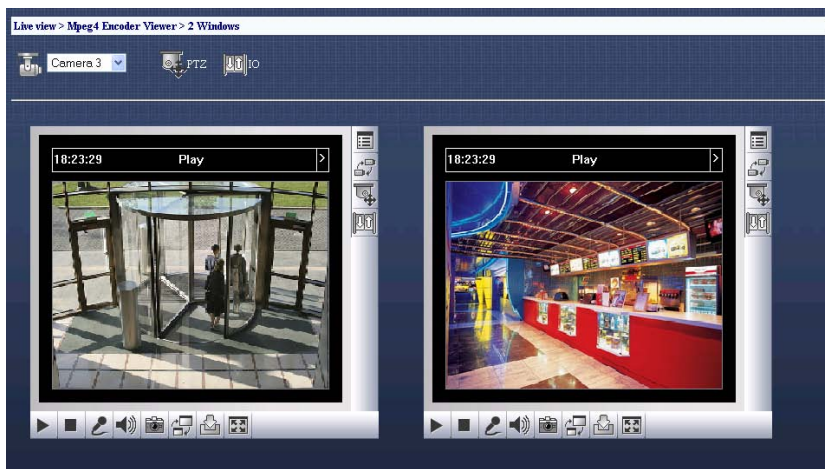 Live view > Mpeg4 Encoder Viewer > 2 Windows
Camera 3 PTZ IO
18:23:29 Play >
18:23:29 Play >